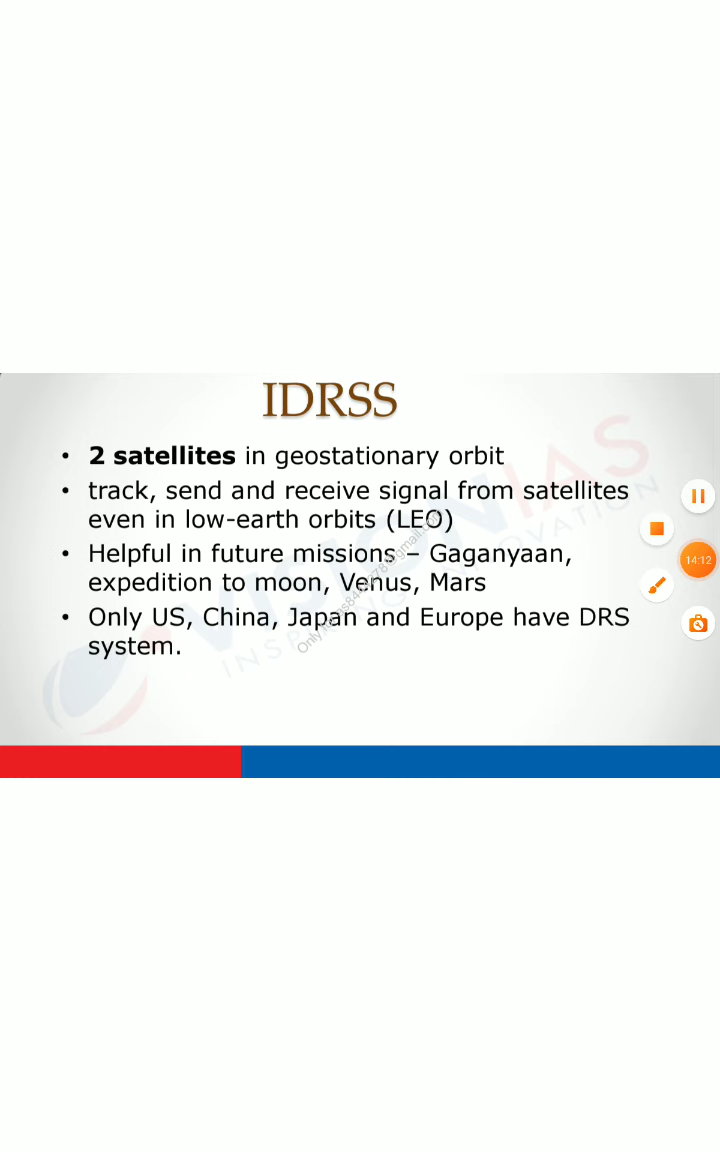 IDRSS
• 2 satellites in geostationary orbit
• track, send and receive signal from satellites
even in low-earth orbits (LEO)
• Helpful in future missions – Gaganyaan,
expedition to moon, Venus, Mars
• Only US, China, Japan and Europe have DRS
system.
VISIONIAS
14:12